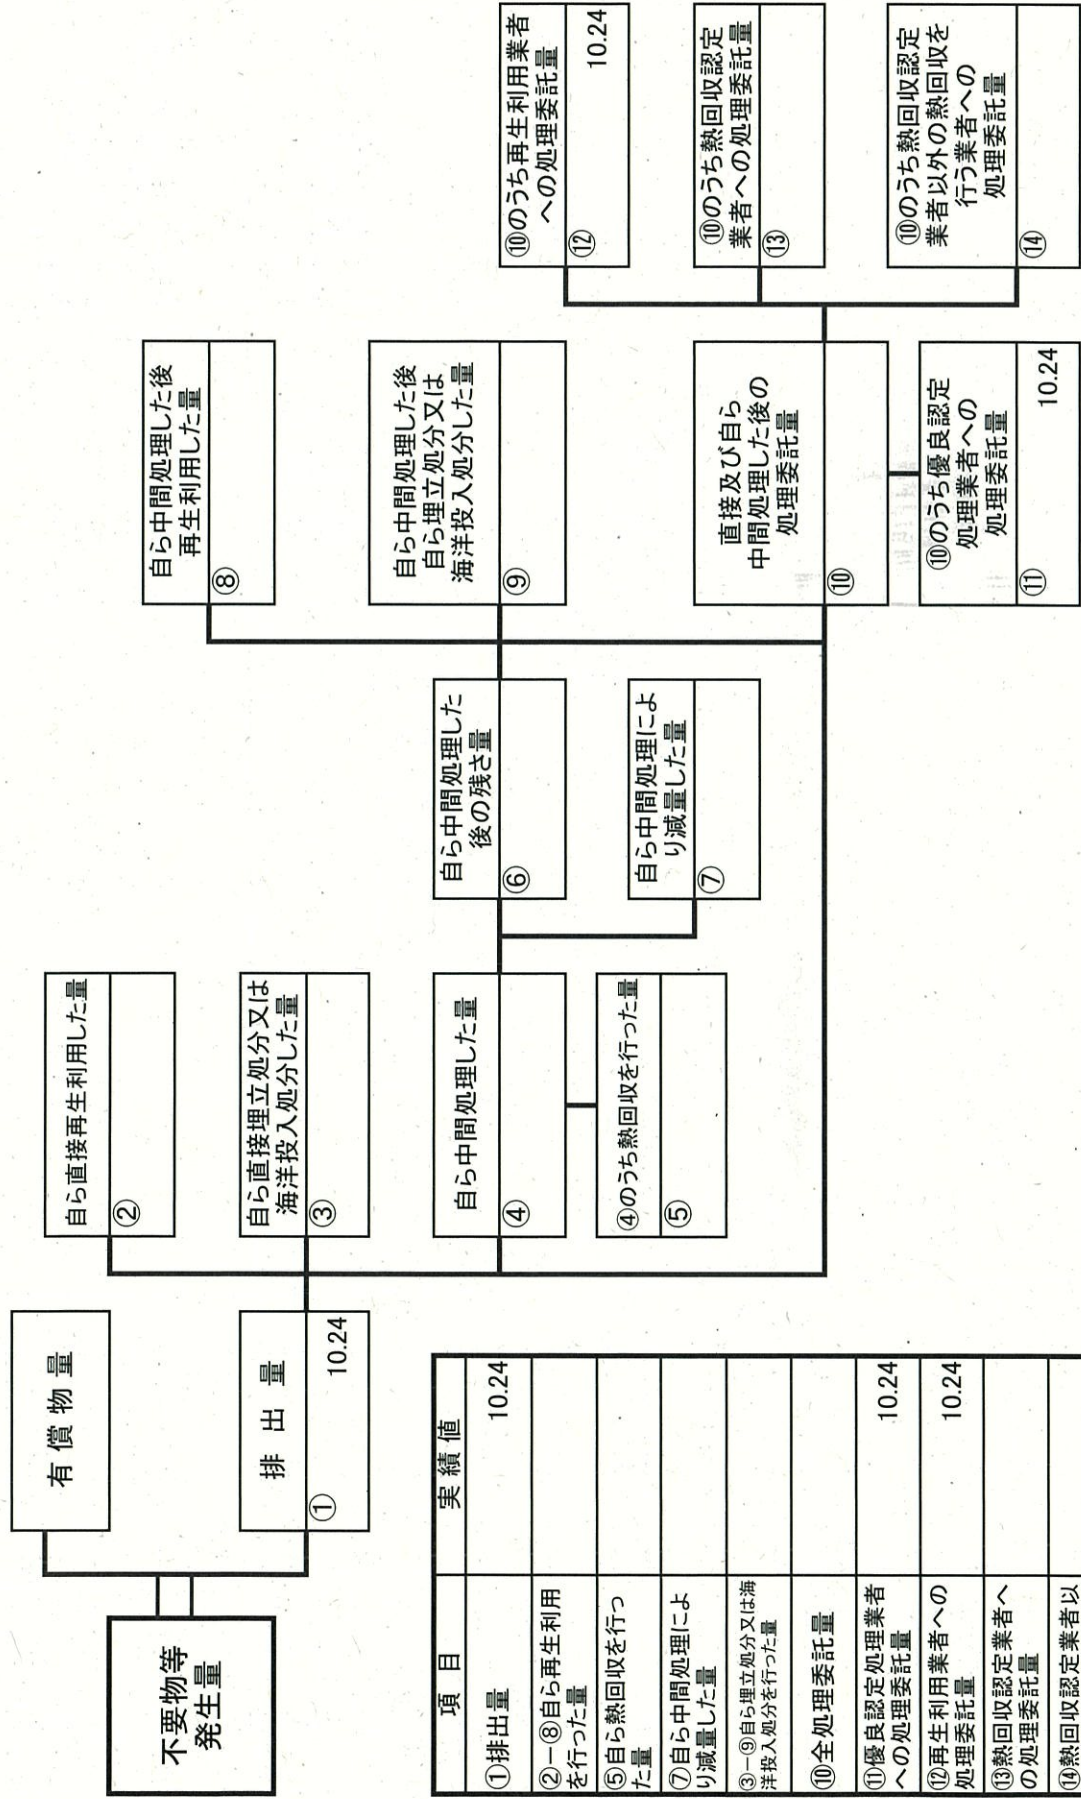 不要物等
発生量
有償物量
排出量
①
10.24
自ら直接再生利用した量
②
自ら直接埋立処分又は
海洋投入処分した量
③
自ら中間処理した量
④
④のうち熱回収を行った量
⑤
自ら中間処理した
後の残さ量
⑥
自ら中間処理によ
り減量した量
⑦
自ら中間処理した後
再生利用した量
⑧
自ら中間処理した後
自ら埋立処分又は
海洋投入処分した量
⑨
直接及び自ら
中間処理した後の
処理委託量
⑩
⑩のうち優良認定
処理業者への
処理委託量
⑪
10.24
⑩のうち再生利用業者
への処理委託量
⑫
10.24
⑩のうち熱回収認定
業者への処理委託量
⑬
⑩のうち熱回収認定
業者以外の熱回収を
行う業者への
処理委託量
⑭
項目 実績値
①排出量 10.24
②-⑧自ら再生利用
を行った量
⑤自ら熱回収を行っ
た量
⑦自ら中間処理によ
り減量した量
③-⑨自ら埋立処分又は海
洋投入処分を行った量
⑩全処理委託量
⑪優良認定処理業者
への処理委託量 10.24
⑫再生利用業者への
処理委託量 10.24
⑬熱回収認定業者へ
の処理委託量
⑭熱回収認定業者以